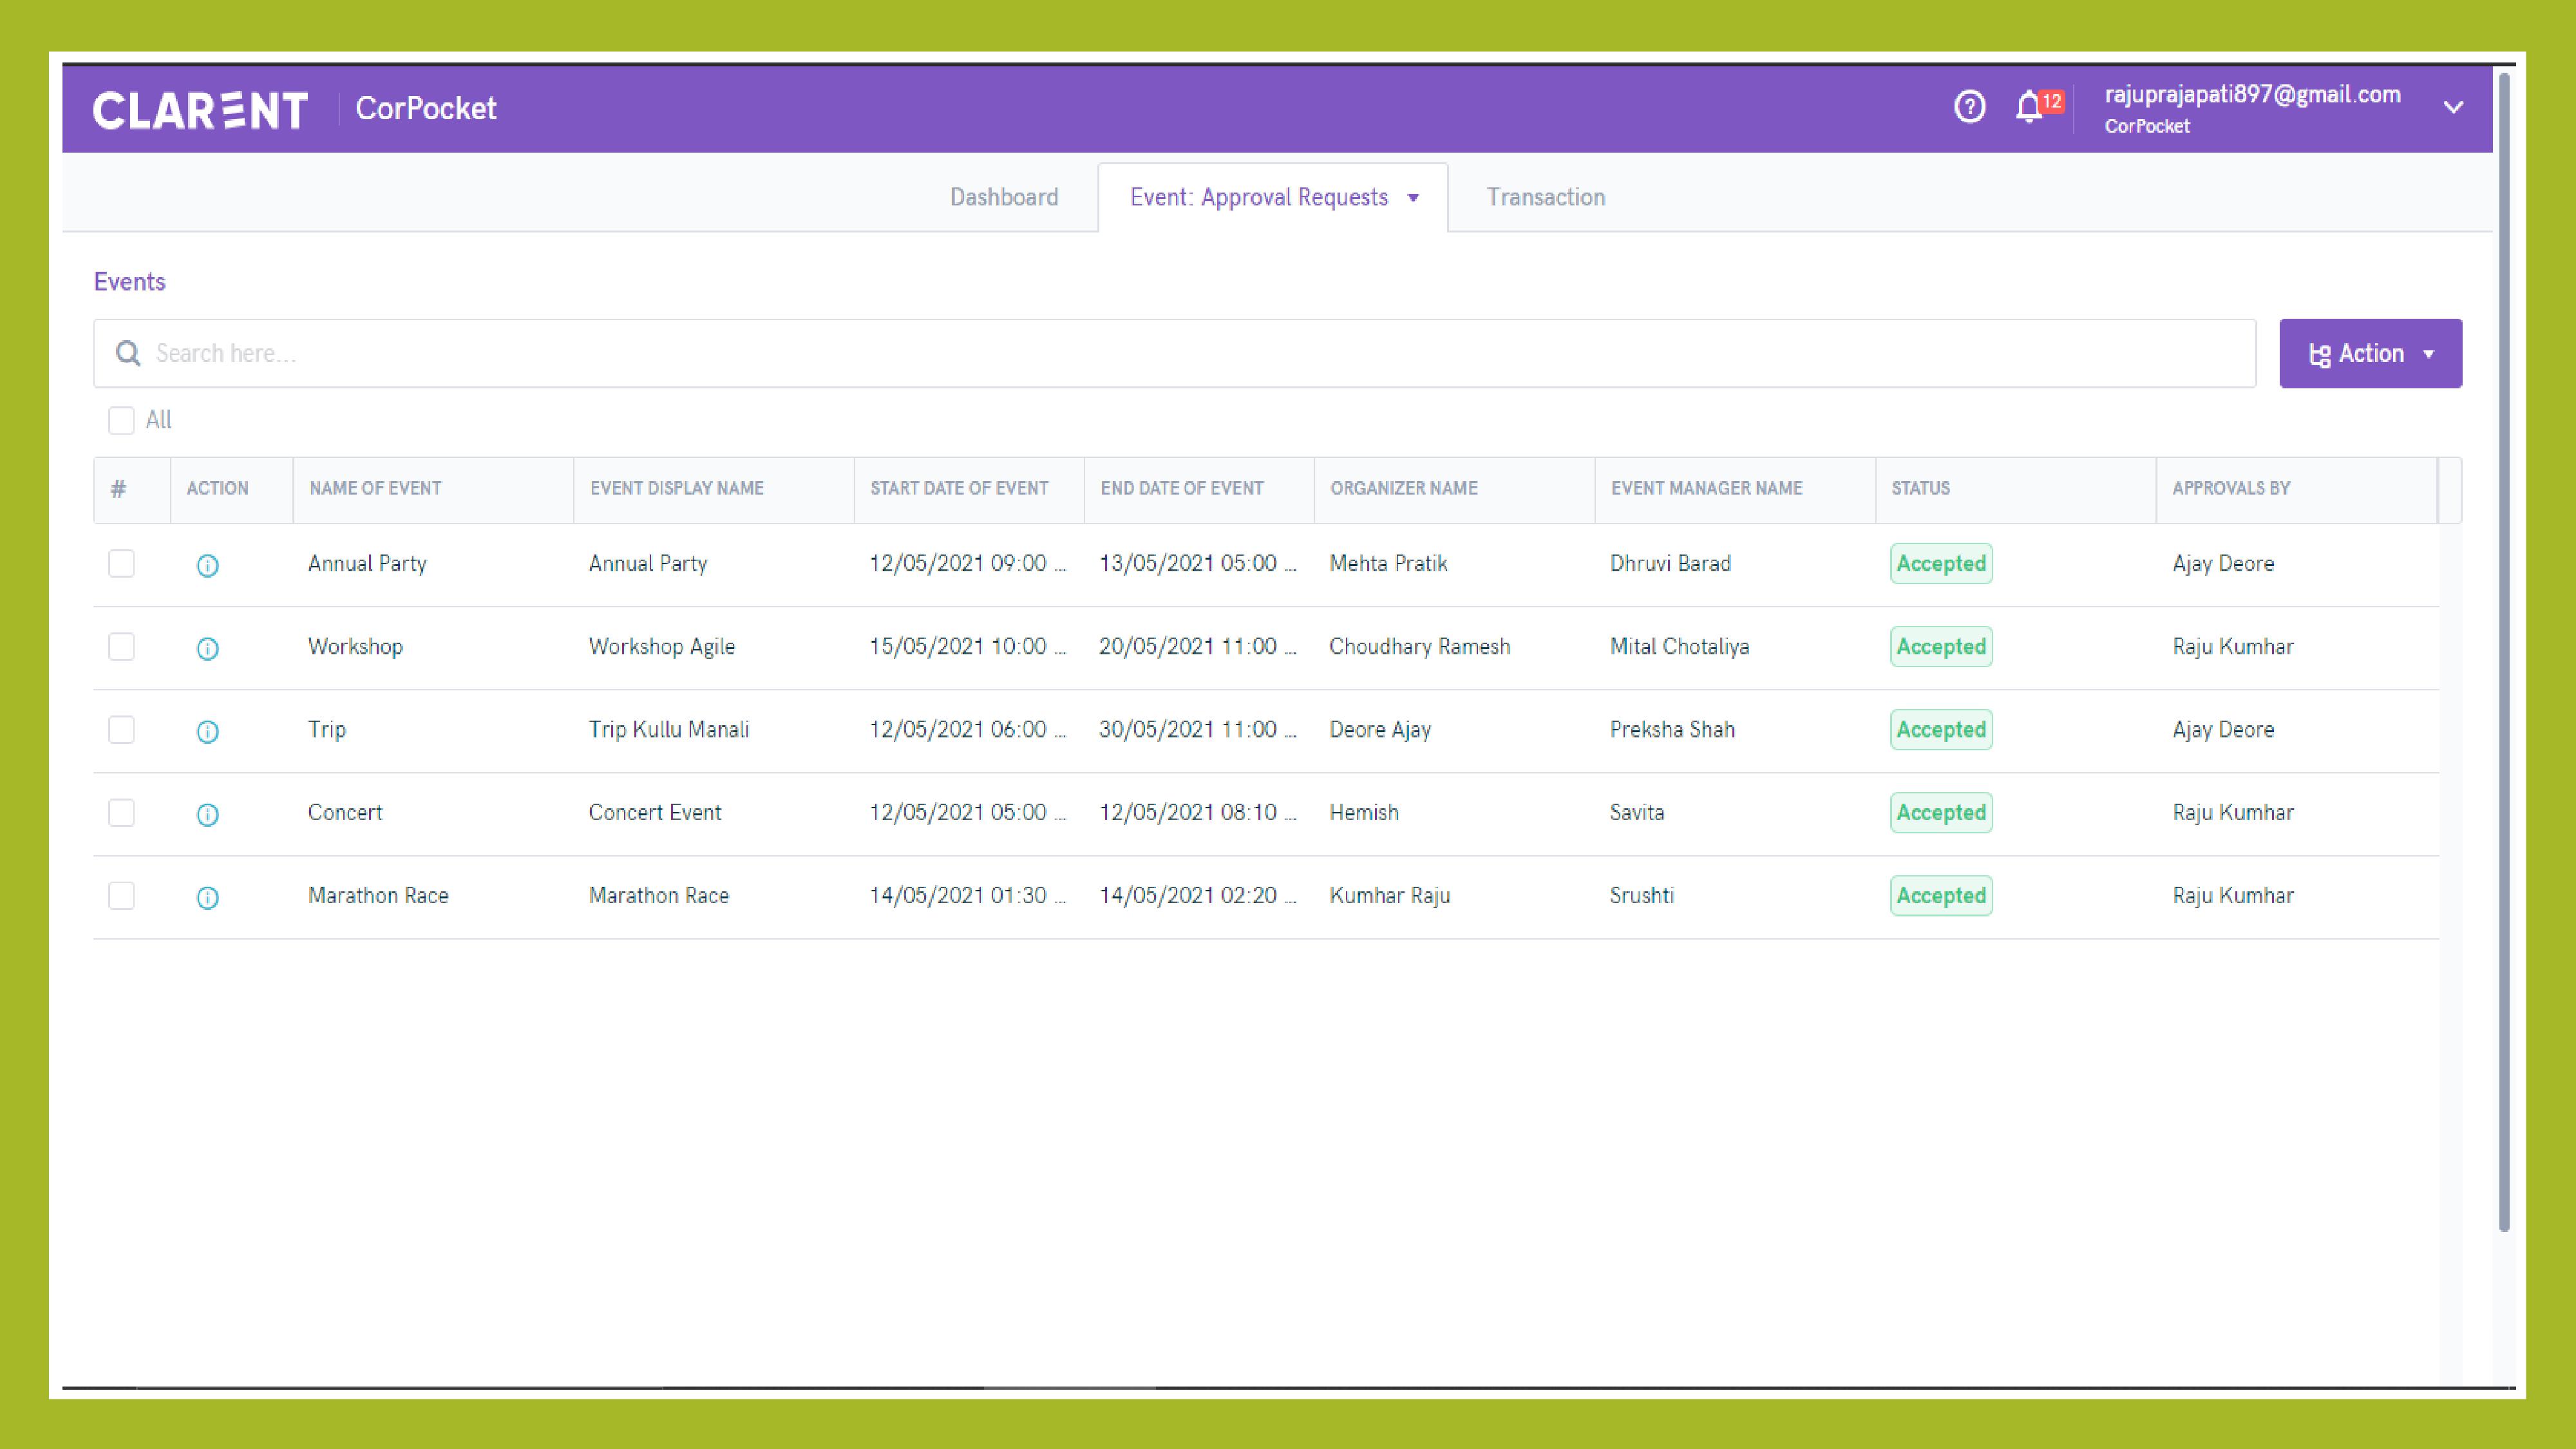 CLARENT CorPocket 12 rajuprajapati897@gmail.com
CorPocket
Dashboard Event: Approval Requests Transaction
Events
Search here... Action
All
# ACTION NAME OF EVENT EVENT DISPLAY NAME START DATE OF EVENT END DATE OF EVENT ORGANIZER NAME EVENT MANAGER NAME STATUS APPROVALS BY
Annual Party Annual Party 12/05/2021 09:00 ... 13/05/2021 05:00 ... Mehta Pratik Dhruvi Barad Accepted Ajay Deore
Workshop Workshop Agile 15/05/2021 10:00 ... 20/05/2021 11:00 ... Choudhary Ramesh Mital Chotaliya Accepted Raju Kumhar
Trip Trip Kullu Manali 12/05/2021 06:00 ... 30/05/2021 11:00 ... Deore Ajay Preksha Shah Accepted Ajay Deore
Concert Concert Event 12/05/2021 05:00 ... 12/05/2021 08:10 ... Hemish Savita Accepted Raju Kumhar
Marathon Race Marathon Race 14/05/2021 01:30 ... 14/05/2021 02:20 ... Kumhar Raju Srushti Accepted Raju Kumhar